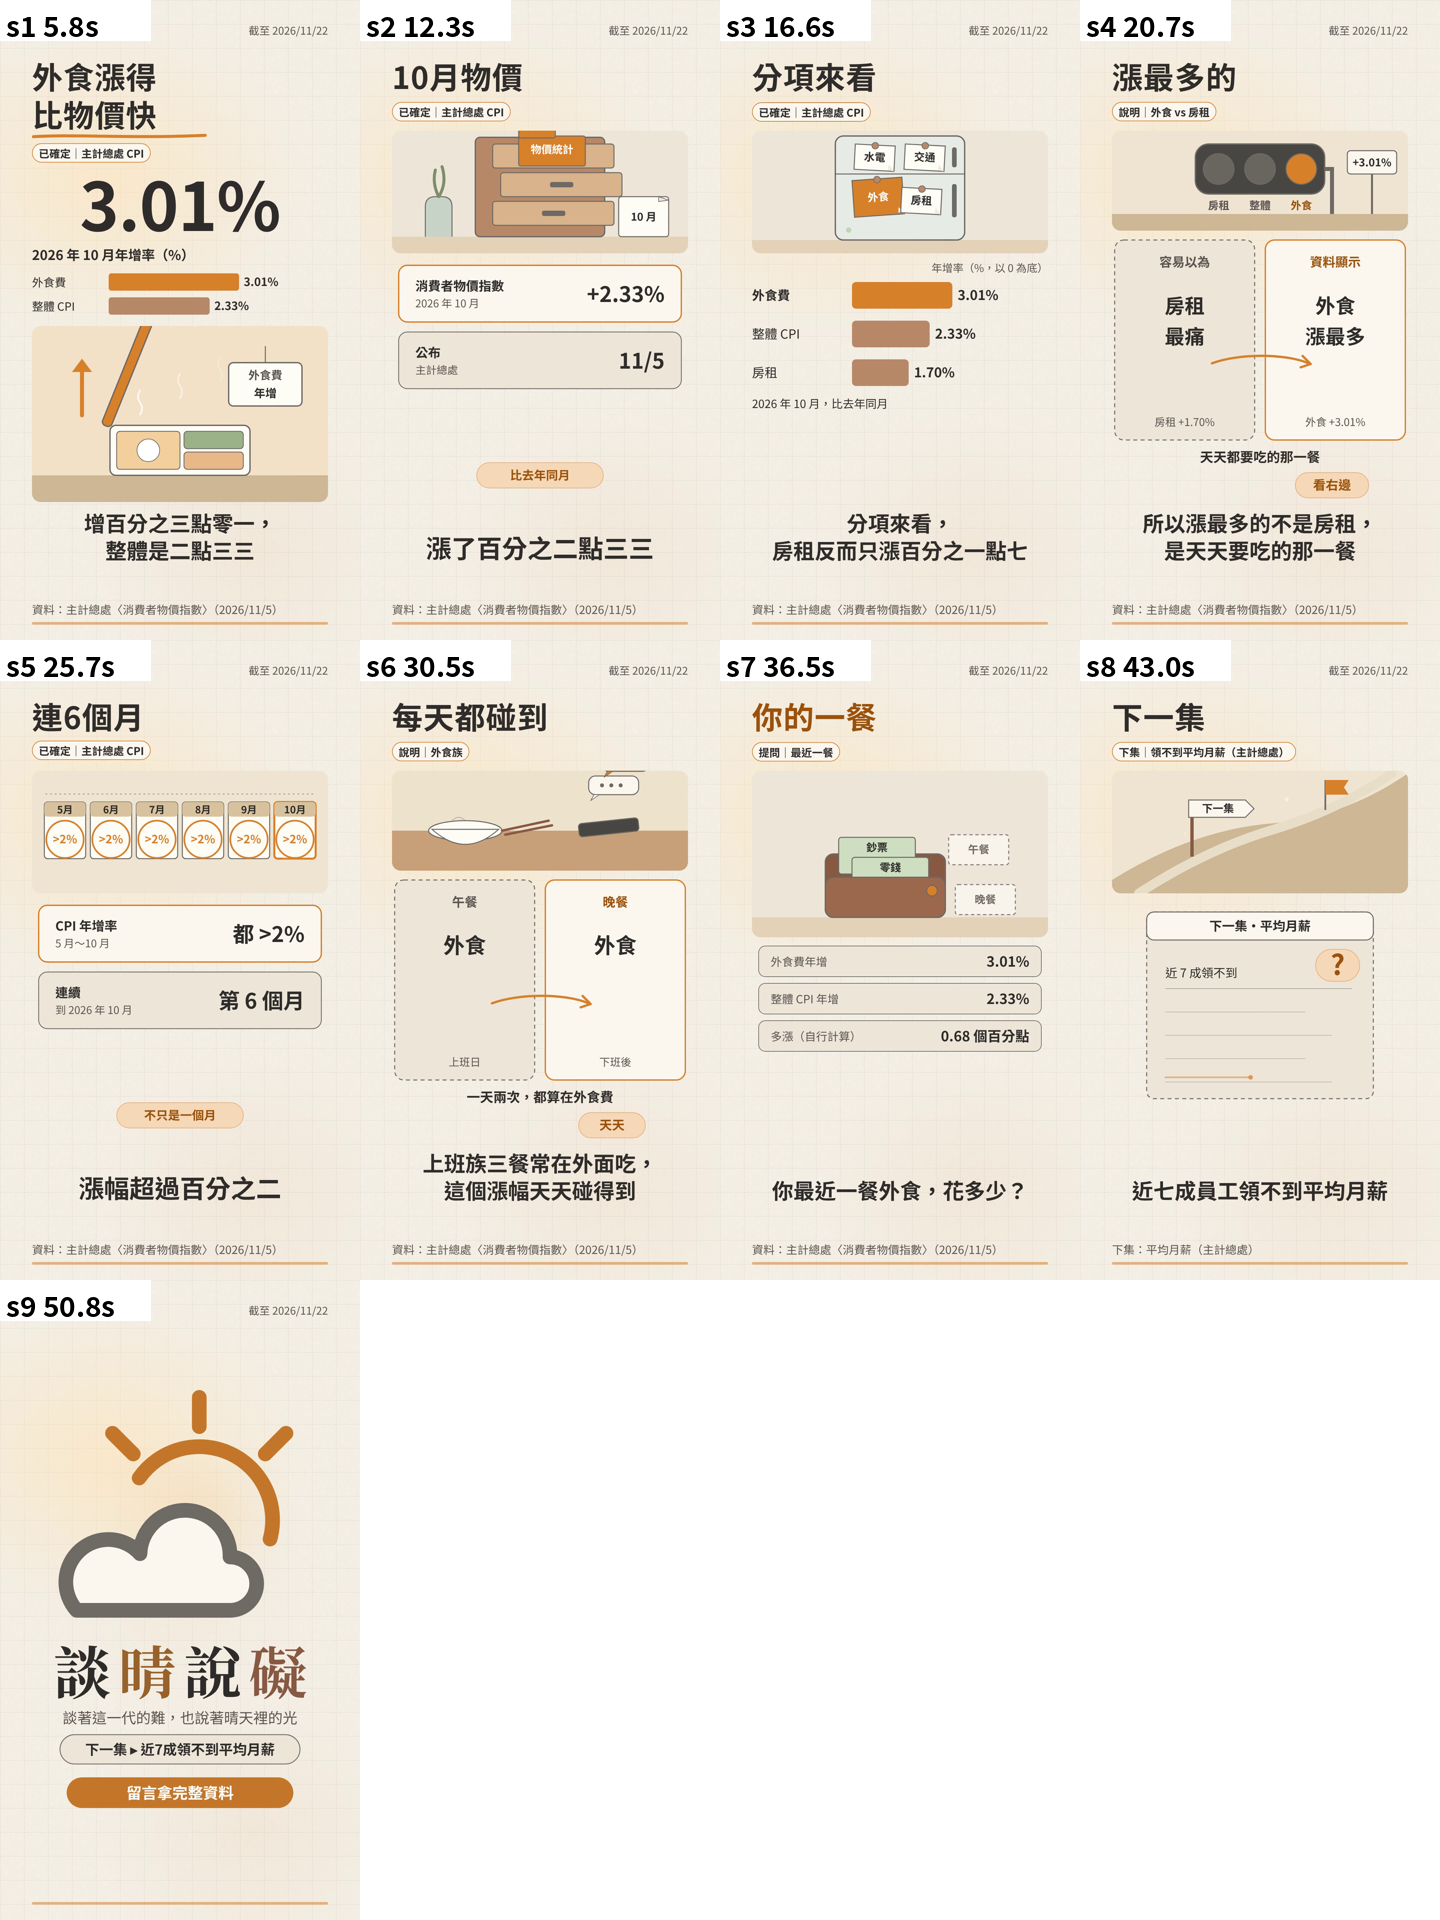 s1 5.8s
截至 2026/11/22
外食漲得
比物價快
已確定｜主計總處 CPI
3.01%
2026 年 10 月年增率（%）
外食費 3.01%
整體 CPI 2.33%
外食費
年增
增百分之三點零一，
整體是二點三三
資料：主計總處〈消費者物價指數〉（2026/11/5）
s2 12.3s
截至 2026/11/22
10月物價
已確定｜主計總處 CPI
物價統計
10 月
消費者物價指數
2026 年 10 月
+2.33%
公布
主計總處
11/5
比去年同月
漲了百分之二點三三
資料：主計總處〈消費者物價指數〉（2026/11/5）
s3 16.6s
截至 2026/11/22
分項來看
已確定｜主計總處 CPI
水電
交通
外食
房租
年增率（%，以 0 為底）
外食費 3.01%
整體 CPI 2.33%
房租 1.70%
2026 年 10 月，比去年同月
分項來看，
房租反而只漲百分之一點七
資料：主計總處〈消費者物價指數〉（2026/11/5）
s4 20.7s
截至 2026/11/22
漲最多的
說明｜外食 vs 房租
+3.01%
房租 整體 外食
容易以為
房租
最痛
房租 +1.70%
資料顯示
外食
漲最多
外食 +3.01%
天天都要吃的那一餐
看右邊
所以漲最多的不是房租，
是天天要吃的那一餐
資料：主計總處〈消費者物價指數〉（2026/11/5）
s5 25.7s
截至 2026/11/22
連6個月
已確定｜主計總處 CPI
5月 6月 7月 8月 9月 10月
>2% >2% >2% >2% >2% >2%
CPI 年增率
5 月～10 月
都 >2%
連續
到 2026 年 10 月
第 6 個月
不只是一個月
漲幅超過百分之二
資料：主計總處〈消費者物價指數〉（2026/11/5）
s6 30.5s
截至 2026/11/22
每天都碰到
說明｜外食族
午餐
外食
上班日
晚餐
外食
下班後
一天兩次，都算在外食費
天天
上班族三餐常在外面吃，
這個漲幅天天碰得到
資料：主計總處〈消費者物價指數〉（2026/11/5）
s7 36.5s
截至 2026/11/22
你的一餐
提問｜最近一餐
鈔票
零錢
午餐
晚餐
外食費年增 3.01%
整體 CPI 年增 2.33%
多漲（自行計算） 0.68 個百分點
你最近一餐外食，花多少？
資料：主計總處〈消費者物價指數〉（2026/11/5）
s8 43.0s
截至 2026/11/22
下一集
下集｜領不到平均月薪（主計總處）
下一集
下一集・平均月薪
近 7 成領不到
?
近七成員工領不到平均月薪
下集：平均月薪（主計總處）
s9 50.8s
截至 2026/11/22
談晴說礙
談著這一代的難，也說著晴天裡的光
下一集 ▸ 近7成領不到平均月薪
留言拿完整資料